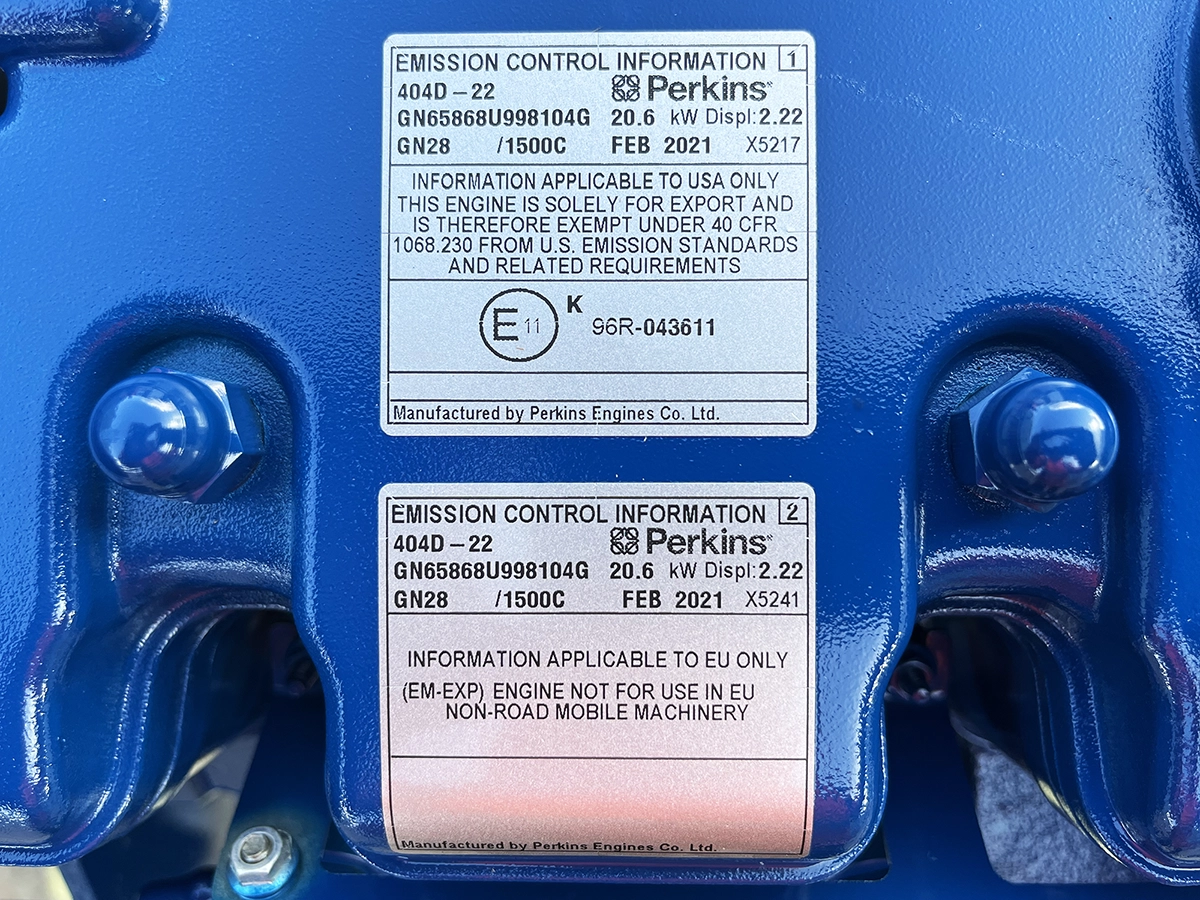 EMISSION CONTROL INFORMATION 1
404D-22 Perkins
GN65868U998104G 20.6 kW Displ:2.22
GN28 /1500C FEB 2021 X5217
INFORMATION APPLICABLE TO USA ONLY
THIS ENGINE IS SOLELY FOR EXPORT AND
IS THEREFORE EXEMPT UNDER 40 CFR
1068.230 FROM U.S. EMISSION STANDARDS
AND RELATED REQUIREMENTS
E 11 K 96R-043611
Manufactured by Perkins Engines Co. Ltd.
EMISSION CONTROL INFORMATION 2
404D-22 Perkins
GN65868U998104G 20.6 kW Displ:2.22
GN28 /1500C FEB 2021 X5241
INFORMATION APPLICABLE TO EU ONLY
(EM-EXP) ENGINE NOT FOR USE IN EU
NON-ROAD MOBILE MACHINERY
Manufactured by Perkins Engines Co. Ltd.